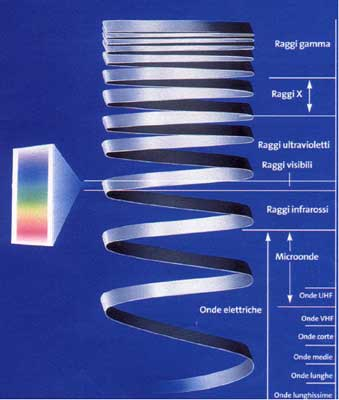 Raggi gamma
Raggi X
Raggi ultravioletti
Raggi visibili
Raggi infrarossi
Microonde
Onde elettriche
Onde UHF
Onde VHF
Onde corte
Onde medie
Onde lunghe
Onde lunghissime